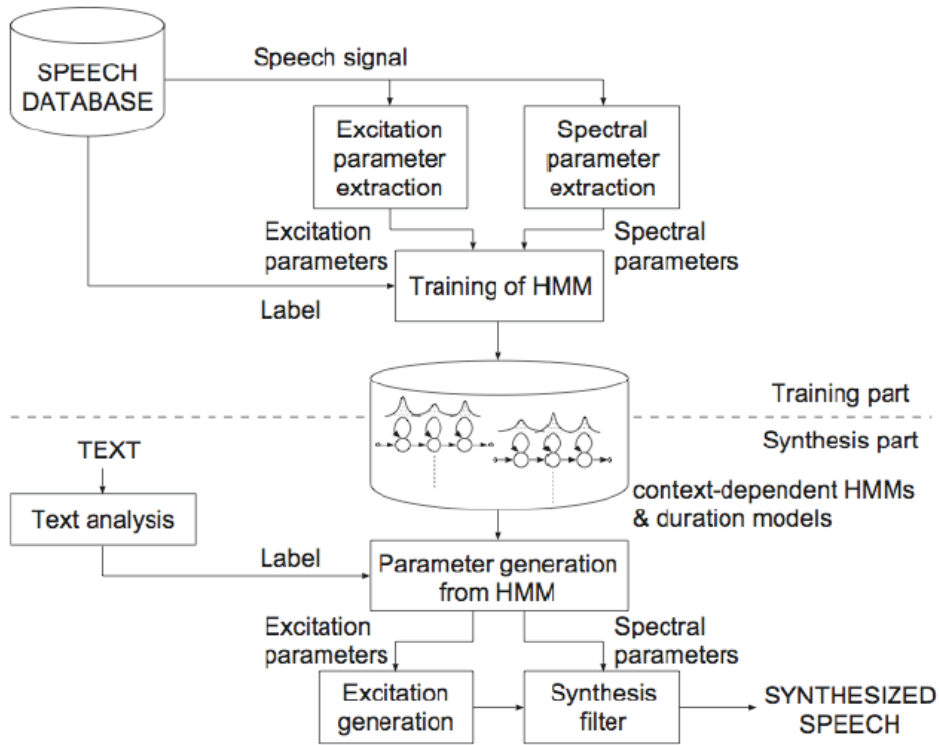 SPEECH
DATABASE
Speech signal
Excitation
parameter
extraction
Spectral
parameter
extraction
Excitation
parameters
Spectral
parameters
Training of HMM
Label
Training part
Synthesis part
TEXT
context-dependent HMMs
& duration models
Text analysis
Label
Parameter generation
from HMM
Excitation
parameters
Spectral
parameters
Excitation
generation
Synthesis
filter
SYNTHESIZED
SPEECH